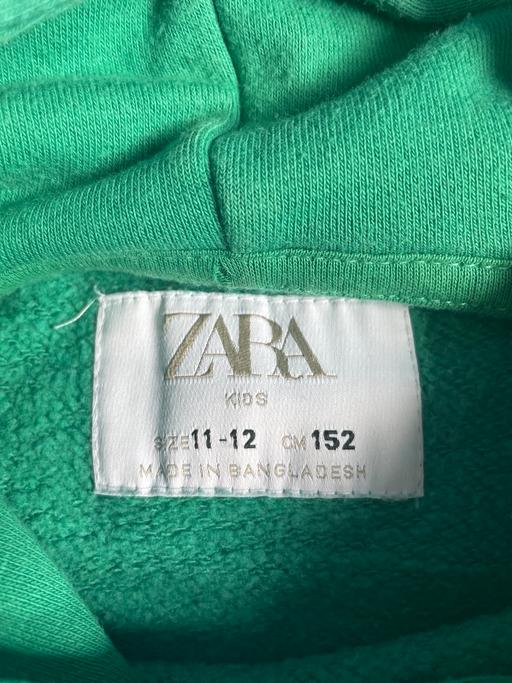 ZARA
KIDS
SIZE 11-12 CM 152
MADE IN BANGLADESH